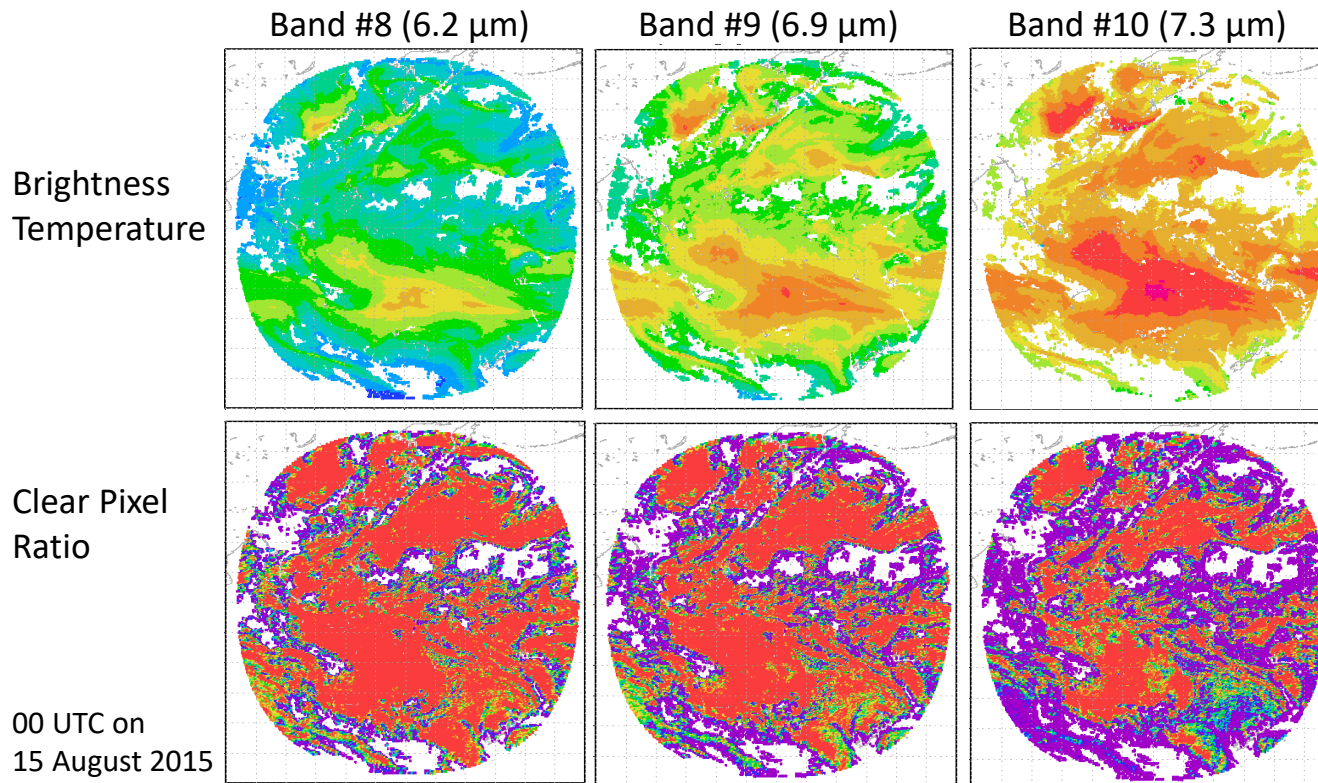 Band #8 (6.2 μm)
Band #9 (6.9 μm)
Band #10 (7.3 μm)
Brightness
Temperature
Clear Pixel
Ratio
00 UTC on
15 August 2015